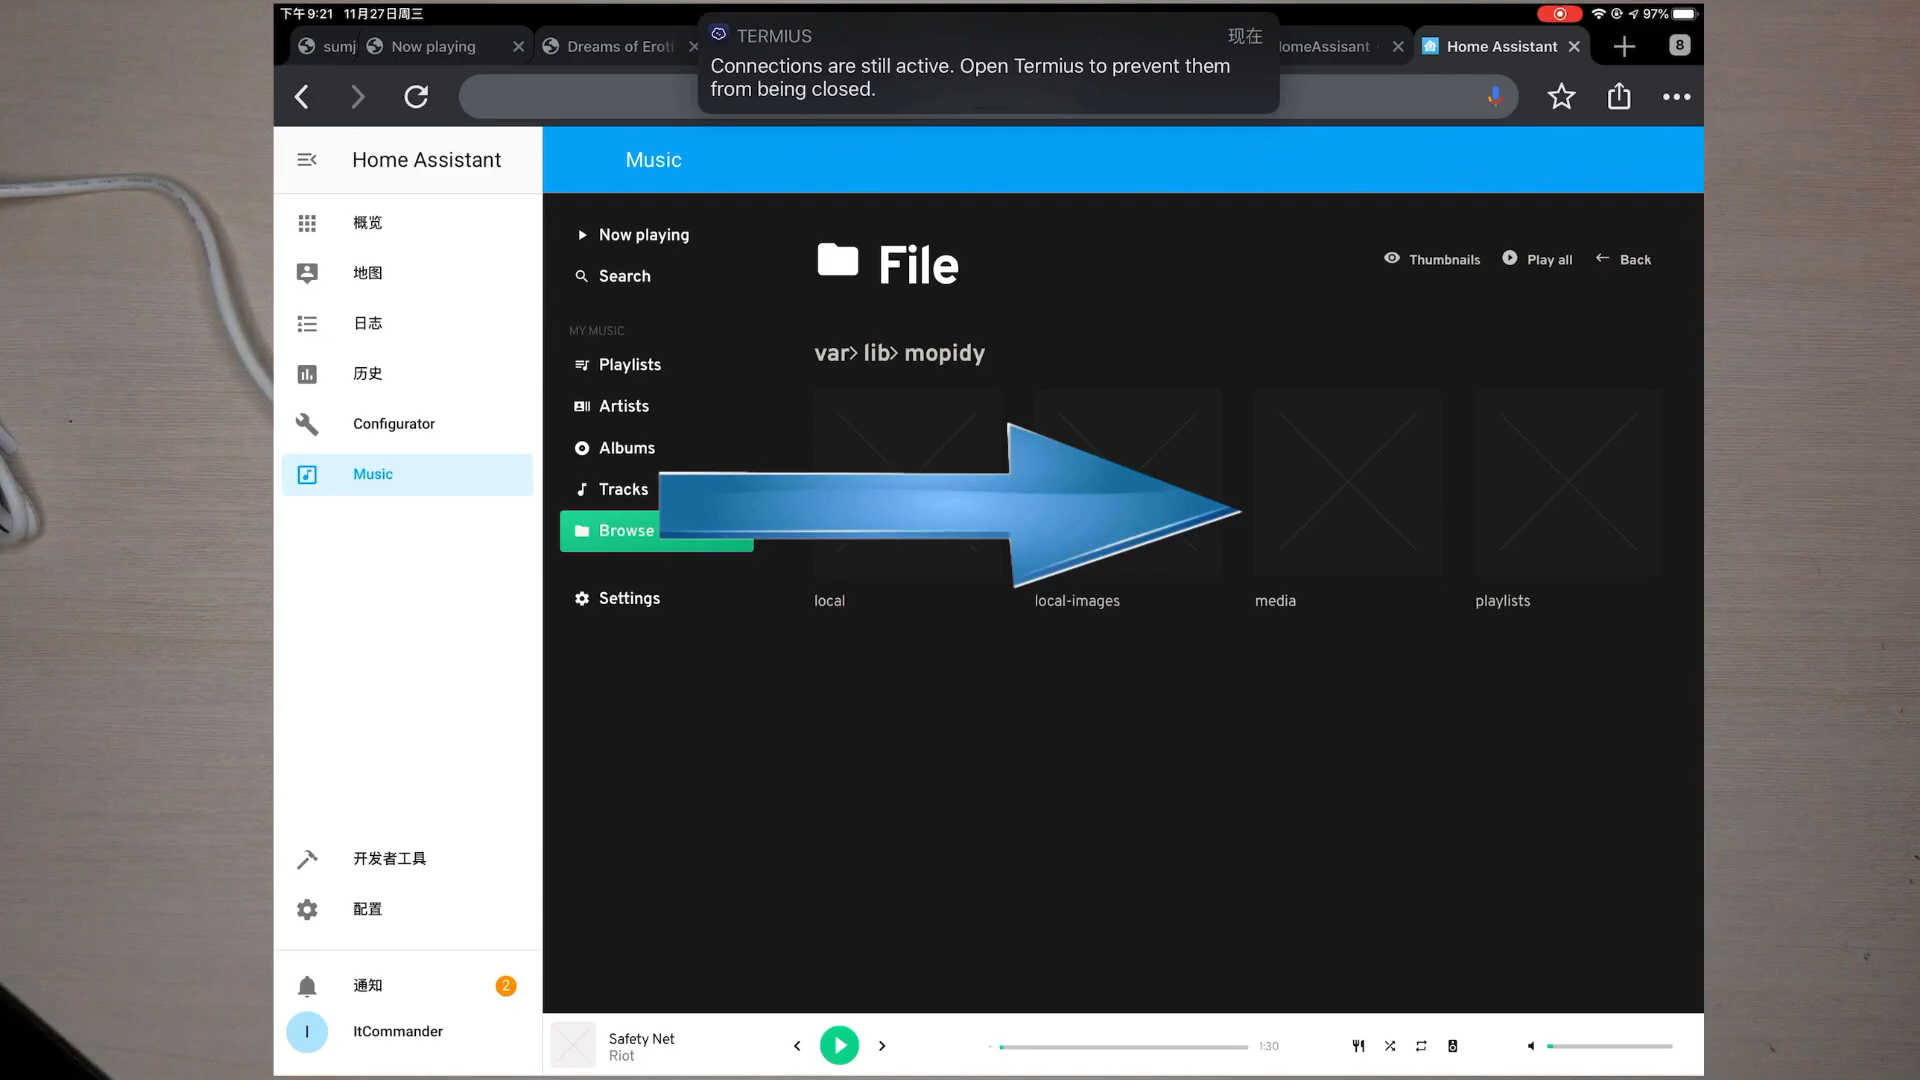 下午9:21 11月27日周三
97%
sumj
Now playing
Dreams of Eroti
TERMIUS
现在
Connections are still active. Open Termius to prevent them
from being closed.
HomeAssisant
Home Assistant
8
Home Assistant
Music
概览
地图
日志
历史
Configurator
Music
开发者工具
配置
通知
2
I
ItCommander
Now playing
Search
MY MUSIC
Playlists
Artists
Albums
Tracks
Browse
Settings
File
Thumbnails
Play all
Back
var> lib> mopidy
local
local-images
media
playlists
Safety Net
Riot
-
1:30